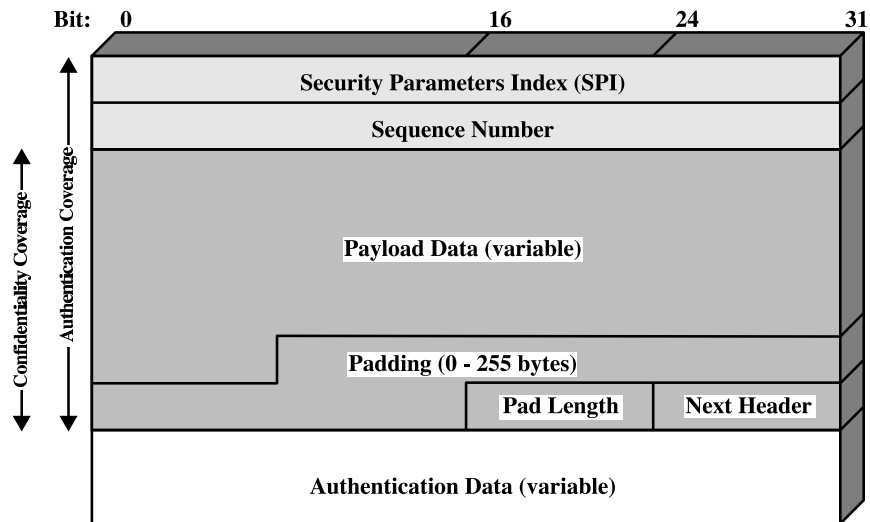 Bit: 0 16 24 31
Security Parameters Index (SPI)
Sequence Number
Payload Data (variable)
Padding (0 - 255 bytes)
Pad Length Next Header
Authentication Data (variable)
Confidentiality Coverage
Authentication Coverage